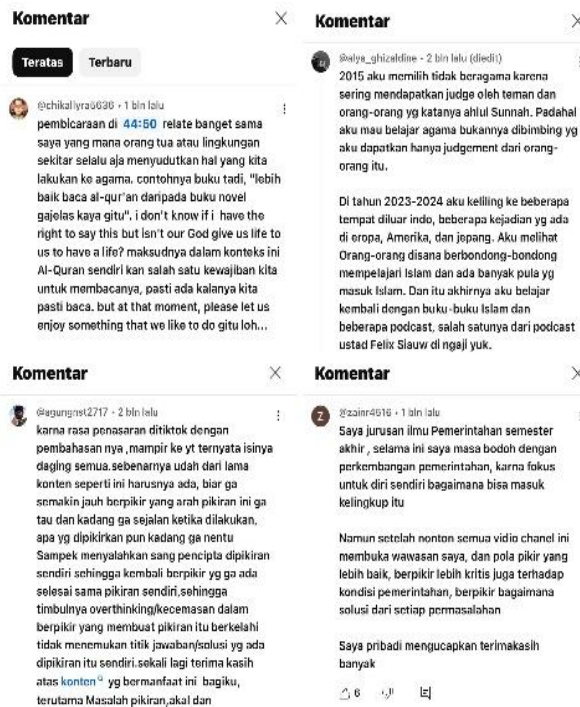 Komentar
Teratas
Terbaru
@chikallyra5636 • 1 bln lalu
pembicaraan di 44:50 relate banget sama
saya yang mana orang tua atau lingkungan
sekitar selalu aja menyudutkan hal yang kita
lakukan ke agama. contohnya buku tadi, "lebih
baik baca al-qur'an daripada buku novel
gajelas kaya gitu". i don't know if i have the
right to say this but isn't our God give us life to
us to have a life? maksudnya dalam konteks ini
Al-Quran sendiri kan salah satu kewajiban kita
untuk membacanya, pasti ada kalanya kita
pasti baca. but at that moment, please let us
enjoy something that we like to do gitu loh...
Komentar
@alya_ghizaldine • 2 bln lalu (diedit)
2015 aku memilih tidak beragama karena
sering mendapatkan judge oleh teman dan
orang-orang yg katanya ahlul Sunnah. Padahal
aku mau belajar agama bukannya dibimbing yg
aku dapatkan hanya judgement dari orang-
orang itu.
Di tahun 2023-2024 aku keliling ke beberapa
tempat diluar indo, beberapa kejadian yg ada
di eropa, Amerika, dan jepang. Aku melihat
Orang-orang disana berbondong-bondong
mempelajari Islam dan ada banyak pula yg
masuk Islam. Dan itu akhirnya aku belajar
kembali dengan buku-buku Islam dan
beberapa podcast, salah satunya dari podcast
ustad Felix Siauw di ngaji yuk.
Komentar
@agungnst2717 • 2 bln lalu
karna rasa penasaran ditiktok dengan
pembahasan nya ,mampir ke yt ternyata isinya
daging semua.sebenarnya udah dari lama
konten seperti ini harusnya ada, biar ga
semakin jauh berpikir yang arah pikiran ini ga
tau dan kadang ga sejalan ketika dilakukan,
apa yg dipikirkan pun kadang ga nentu
Sampek menyalahkan sang pencipta dipikiran
sendiri sehingga kembali berpikir yg ga ada
selesai sama pikiran sendiri,sehingga
timbulnya overthinking/kecemasan dalam
berpikir yang membuat pikiran itu berkelahi
tidak menemukan titik jawaban/solusi yg ada
dipikiran itu sendiri.sekali lagi terima kasih
atas konten yg bermanfaat ini bagiku,
terutama Masalah pikiran,akal dan
Komentar
Z
@zainr4616 • 1 bln lalu
Saya jurusan ilmu Pemerintahan semester
akhir , selama ini saya masa bodoh dengan
perkembangan pemerintahan, karna fokus
untuk diri sendiri bagaimana bisa masuk
kelingkup itu
Namun setelah nonton semua vidio chanel ini
membuka wawasan saya, dan pola pikir yang
lebih baik, berpikir lebih kritis juga terhadap
kondisi pemerintahan, berpikir bagaimana
solusi dari setiap permasalahan
Saya pribadi mengucapkan terimakasih
banyak
6